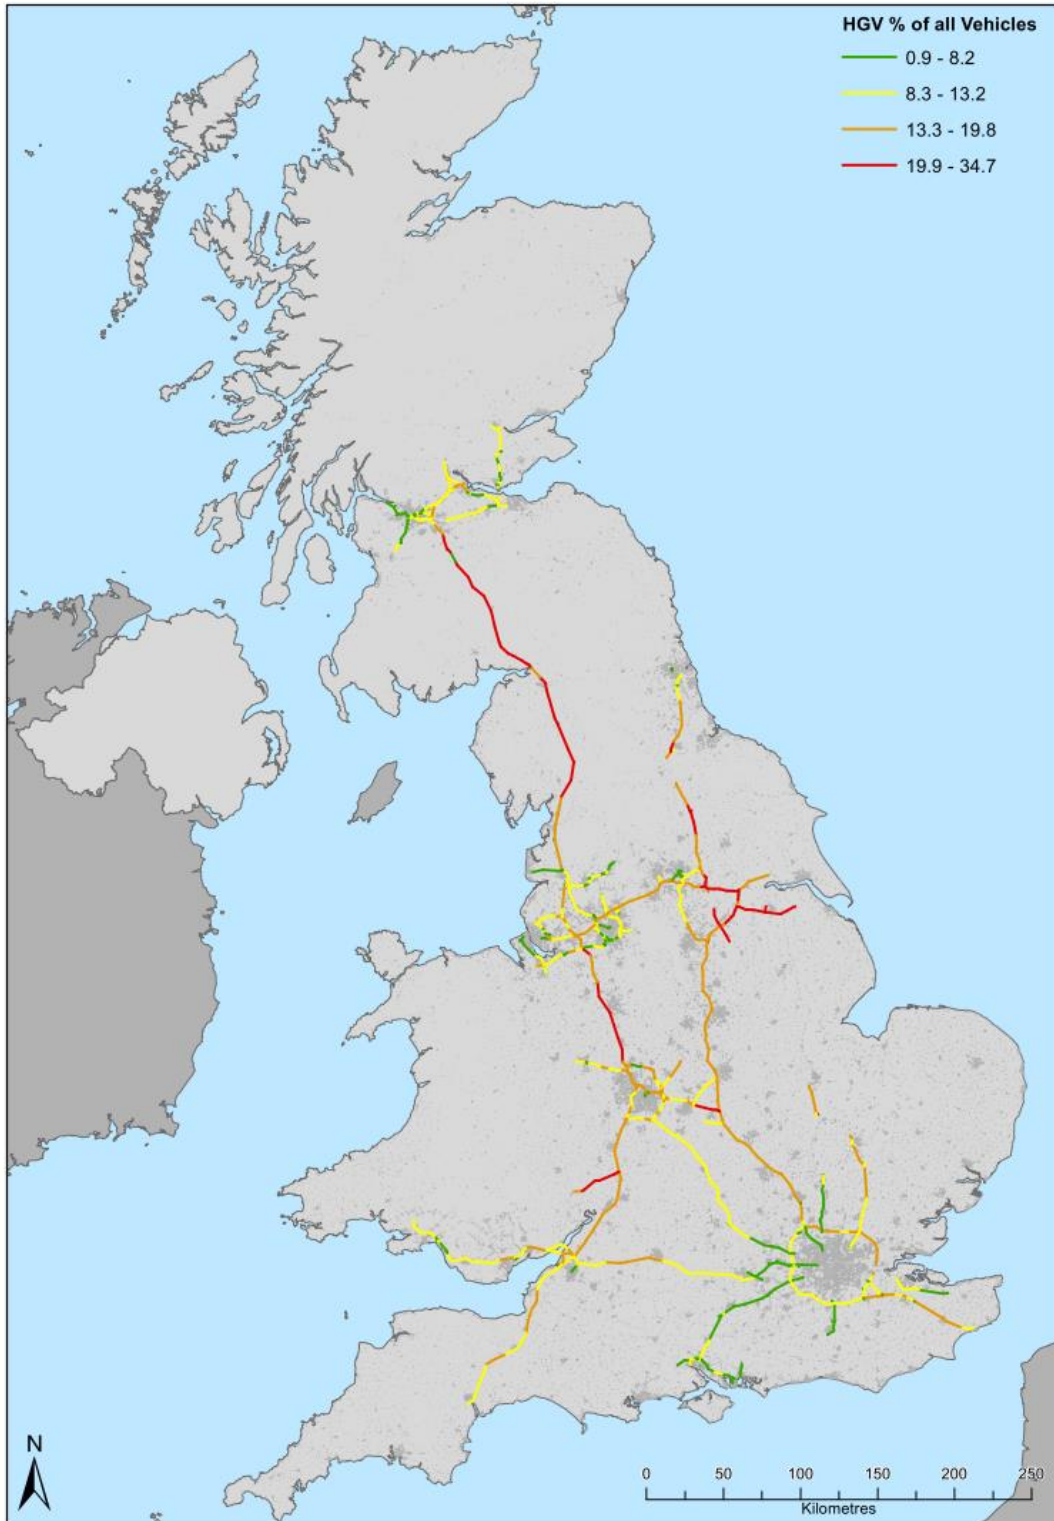 HGV % of all Vehicles
0.9 - 8.2
8.3 - 13.2
13.3 - 19.8
19.9 - 34.7
N
0 50 100 150 200 250
Kilometres